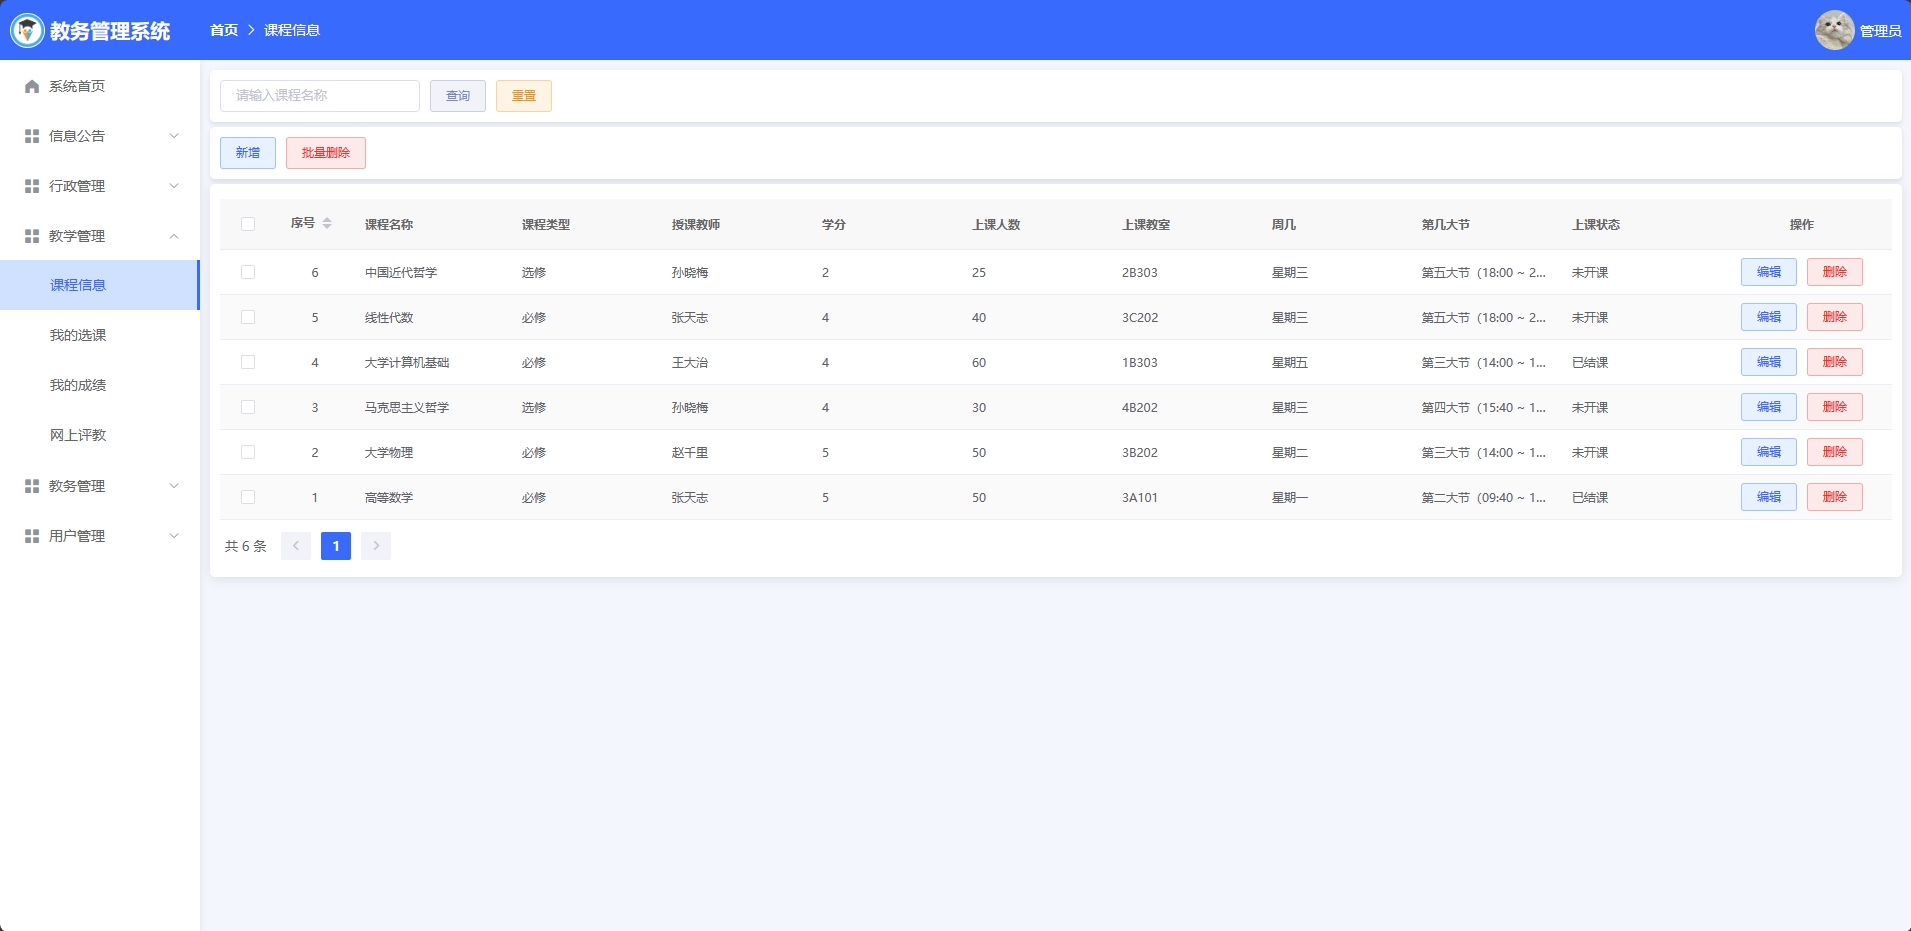 教务管理系统
首页 > 课程信息
管理员
系统首页
信息公告
行政管理
教学管理
课程信息
我的选课
我的成绩
网上评教
教务管理
用户管理
请输入课程名称 查询 重置
新增 批量删除
序号 课程名称 课程类型 授课教师 学分 上课人数 上课教室 周几 第几大节 上课状态 操作
6 中国近代哲学 选修 孙晓梅 2 25 2B303 星期三 第五大节（18:00 ~ 2... 未开课 编辑 删除
5 线性代数 必修 张天志 4 40 3C202 星期三 第五大节（18:00 ~ 2... 未开课 编辑 删除
4 大学计算机基础 必修 王大治 4 60 1B303 星期五 第三大节（14:00 ~ 1... 已结课 编辑 删除
3 马克思主义哲学 选修 孙晓梅 4 30 4B202 星期三 第四大节（15:40 ~ 1... 未开课 编辑 删除
2 大学物理 必修 赵千里 5 50 3B202 星期二 第三大节（14:00 ~ 1... 未开课 编辑 删除
1 高等数学 必修 张天志 5 50 3A101 星期一 第二大节（09:40 ~ 1... 已结课 编辑 删除
共 6 条 < 1 >